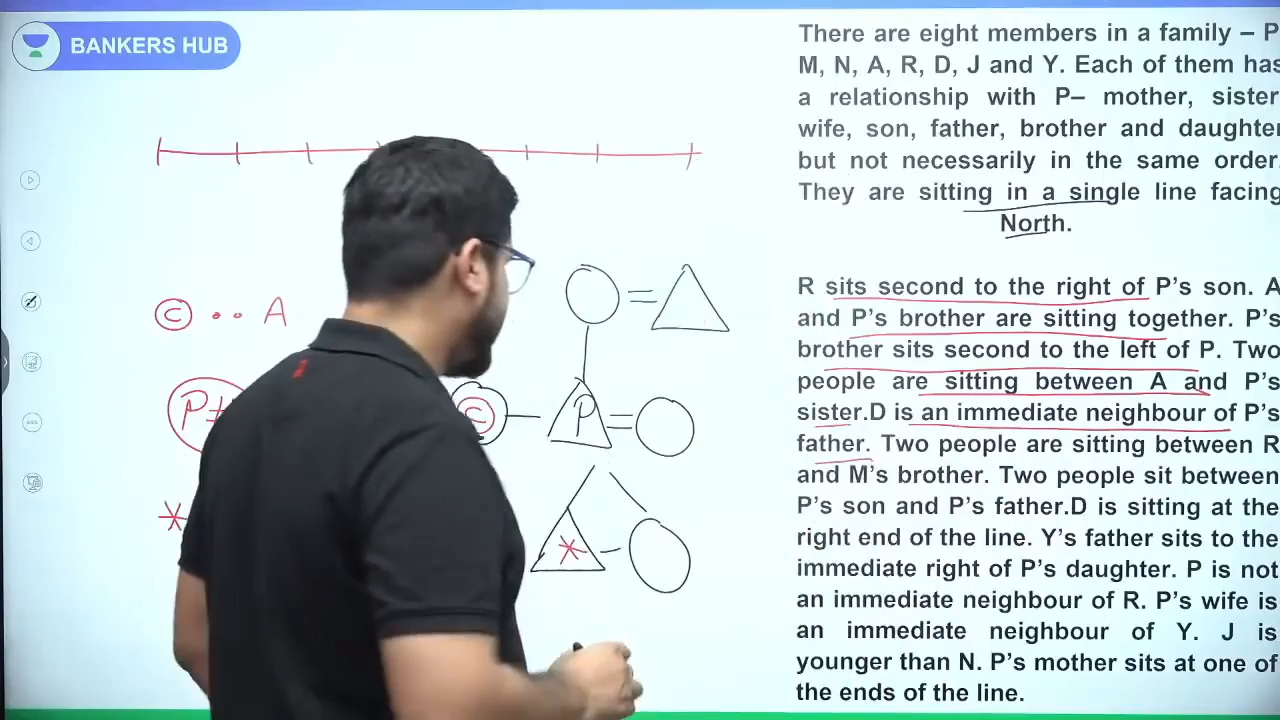 BANKERS HUB
There are eight members in a family – P
M, N, A, R, D, J and Y. Each of them has
a relationship with P– mother, sister
wife, son, father, brother and daughter
but not necessarily in the same order.
They are sitting in a single line facing
North.
R sits second to the right of P's son. A
and P's brother are sitting together. P's
brother sits second to the left of P. Two
people are sitting between A and P's
sister.D is an immediate neighbour of P's
father. Two people are sitting between R
and M's brother. Two people sit between
P's son and P's father.D is sitting at the
right end of the line. Y's father sits to the
immediate right of P's daughter. P is not
an immediate neighbour of R. P's wife is
an immediate neighbour of Y. J is
younger than N. P's mother sits at one of
the ends of the line.
C .. A
P
C
P